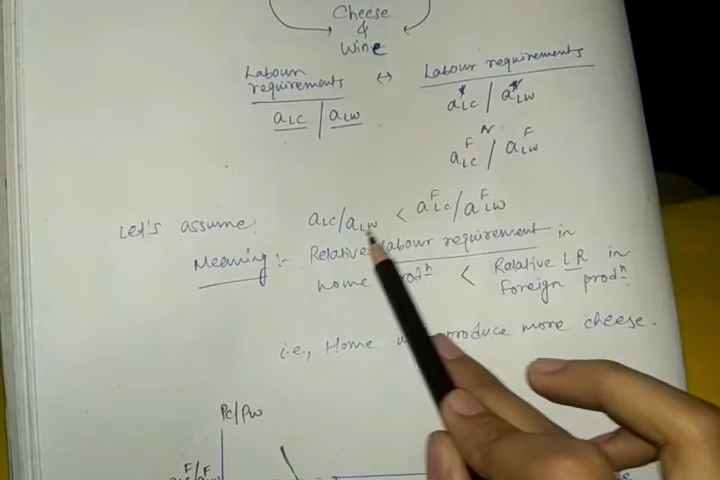 Cheese
&
Wine
Labour requirements ↔ Labour requirements
aLC | aLW a*LC / a*LW
or
aFLC / aFLW
Let's assume: aLC/aLW < aFLC/aFLW
Meaning :- Relative labour requirement in
home prodn < Relative LR in Foreign prodn.
i.e., Home produce more cheese.
Pc/Pw